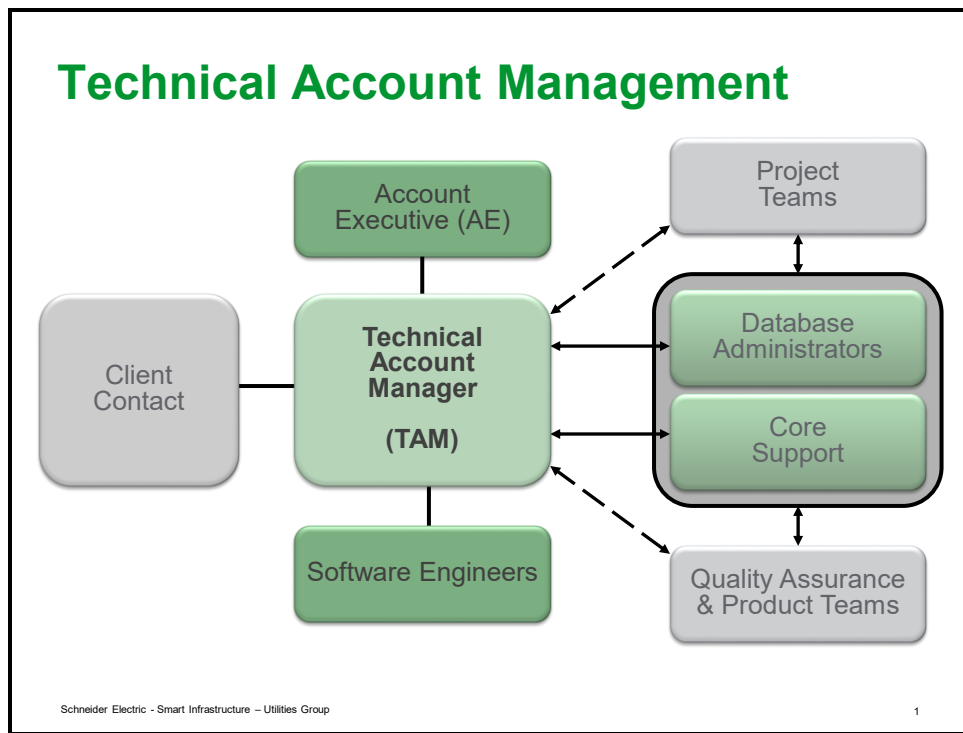 Technical Account Management
Account
Executive (AE)
Project
Teams
Client
Contact
Technical
Account
Manager
(TAM)
Database
Administrators
Core
Support
Software Engineers
Quality Assurance
& Product Teams
Schneider Electric - Smart Infrastructure – Utilities Group
1